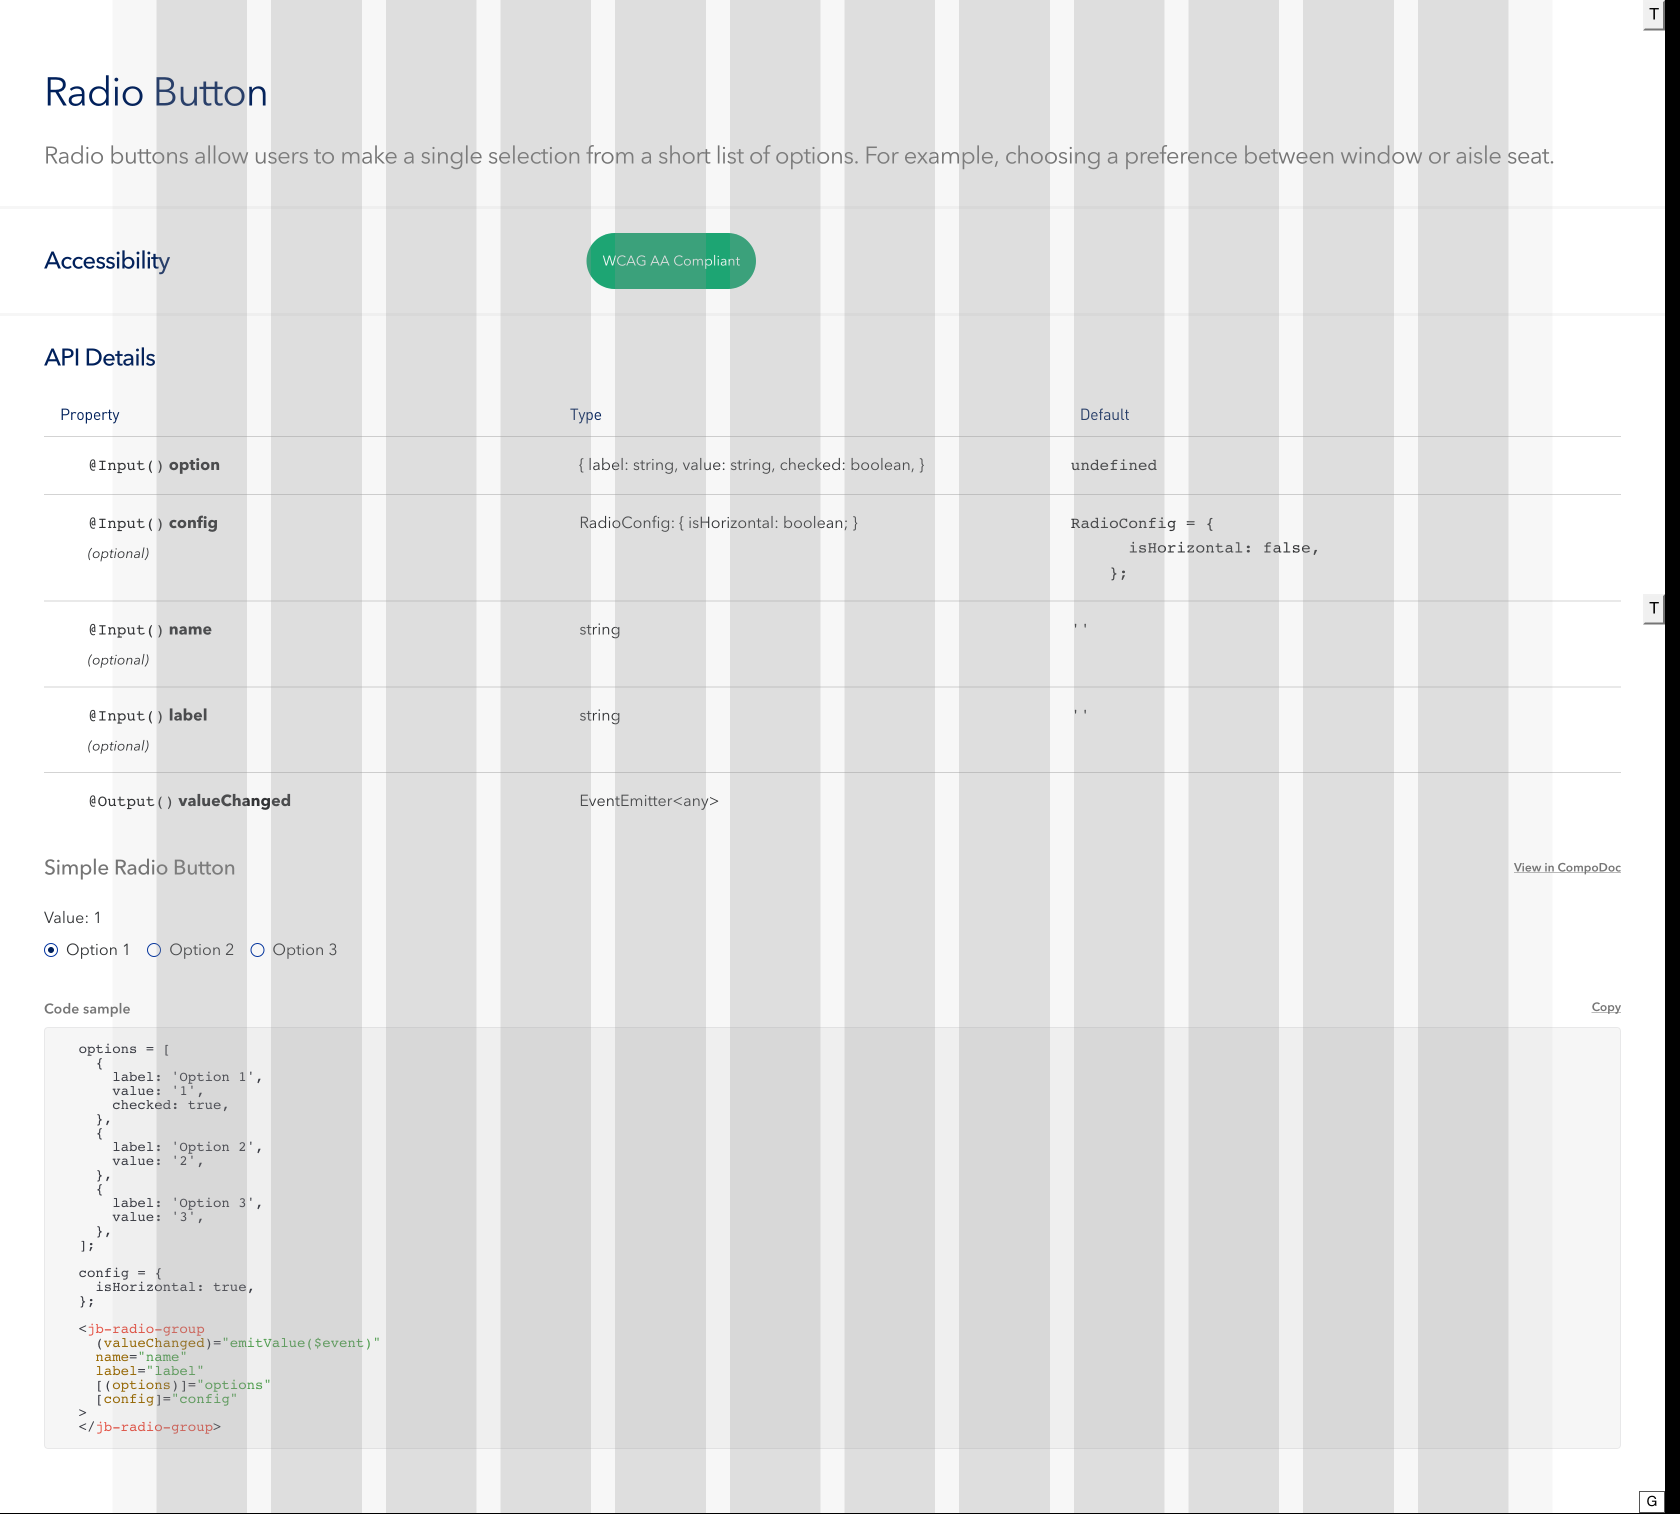 T
Radio Button
Radio buttons allow users to make a single selection from a short list of options. For example, choosing a preference between window or aisle seat.
Accessibility
WCAG AA Compliant
API Details
Property Type Default
@Input() option { label: string, value: string, checked: boolean, } undefined
@Input() config RadioConfig: { isHorizontal: boolean; } RadioConfig = {
(optional) isHorizontal: false,
};
T
@Input() name string ''
(optional)
@Input() label string ''
(optional)
@Output() valueChanged EventEmitter<any>
Simple Radio Button View in CompoDoc
Value: 1
Option 1 Option 2 Option 3
Code sample Copy
options = [
  {
    label: 'Option 1',
    value: '1',
    checked: true,
  },
  {
    label: 'Option 2',
    value: '2',
  },
  {
    label: 'Option 3',
    value: '3',
  },
];
config = {
  isHorizontal: true,
};
<jb-radio-group
  (valueChanged)="emitValue($event)"
  name="name"
  label="label"
  [(options)]="options"
  [config]="config"
>
</jb-radio-group>
G